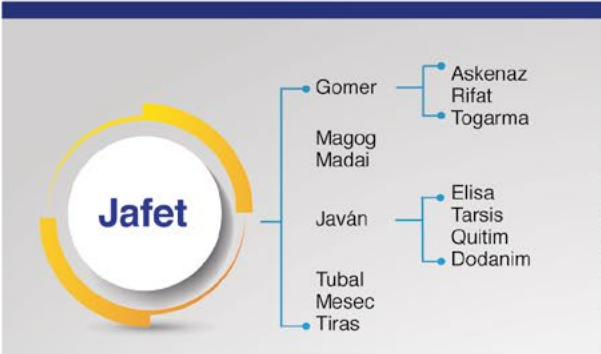 Jafet
Gomer
Magog
Madai
Javán
Tubal
Mesec
Tiras
Askenaz
Rifat
Togarma
Elisa
Tarsis
Quitim
Dodanim